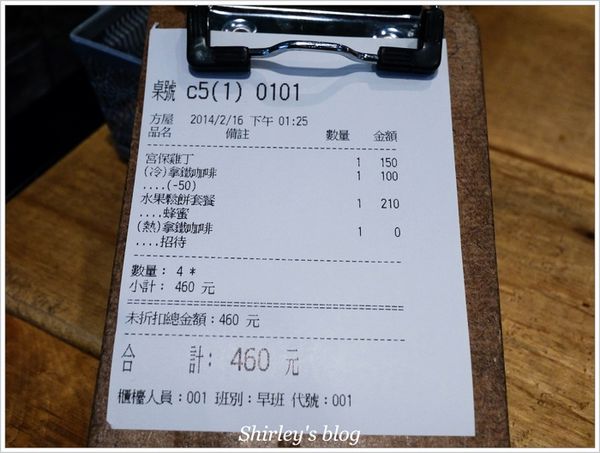 桌號 c5(1) 0101
方屋 2014/2/16 下午 01:25
品名 備註 數量 金額
宮保雞丁 1 150
(冷)拿鐵咖啡 1 100
....(-50)
水果鬆餅套餐 1 210
....蜂蜜
(熱)拿鐵咖啡 1 0
....招待
數量: 4 *
小計: 460 元
未折扣總金額:460 元
合 計: 460 元
櫃檯人員:001 班別:早班 代號:001
Shirley's blog